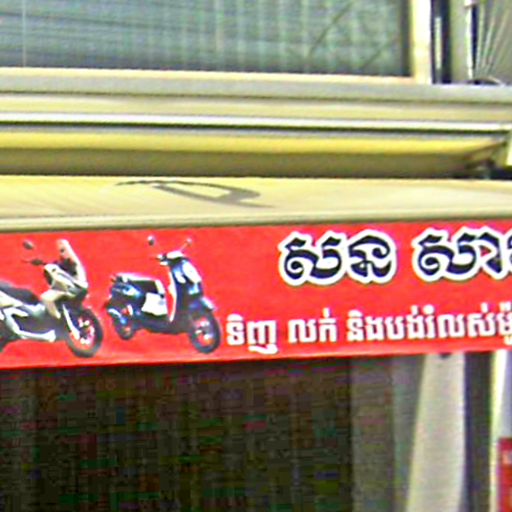 សន សា
ទិញ លក់ និងបង់រំលស់ម៉ូ